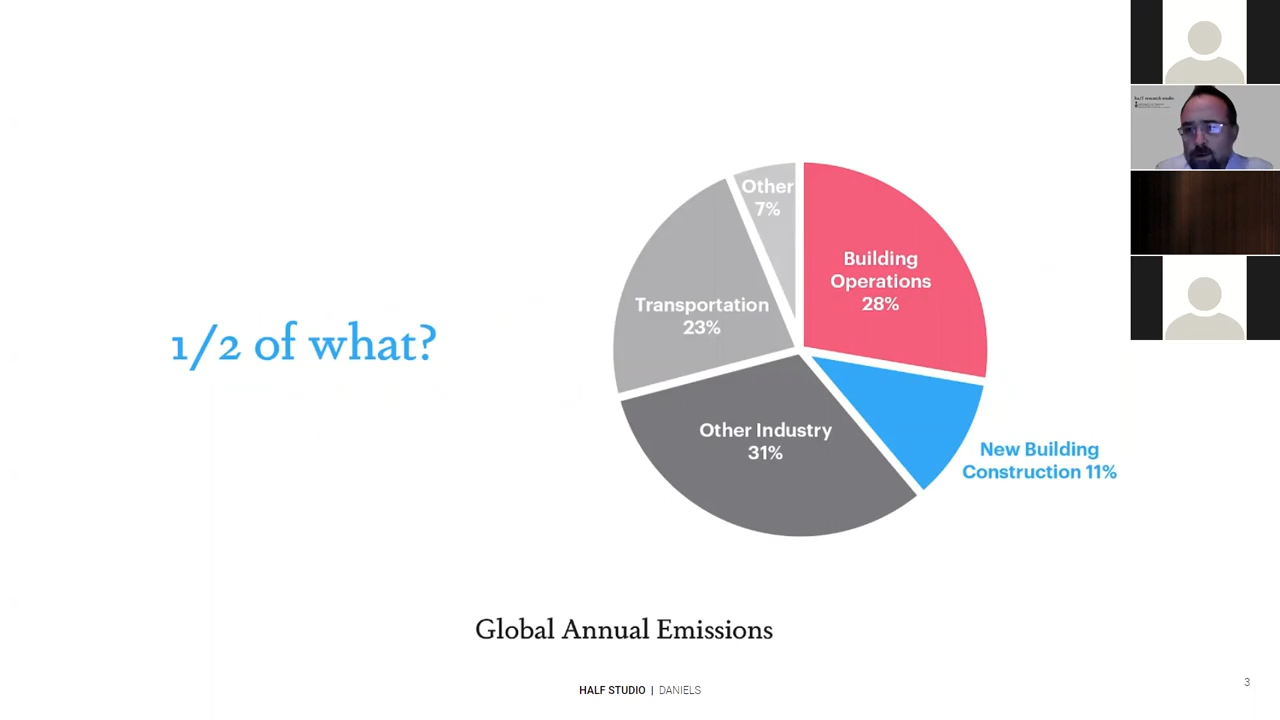 1/2 of what?
Other
7%
Building
Operations
28%
Transportation
23%
Other Industry
31%
New Building
Construction 11%
Global Annual Emissions
HALF STUDIO | DANIELS
3